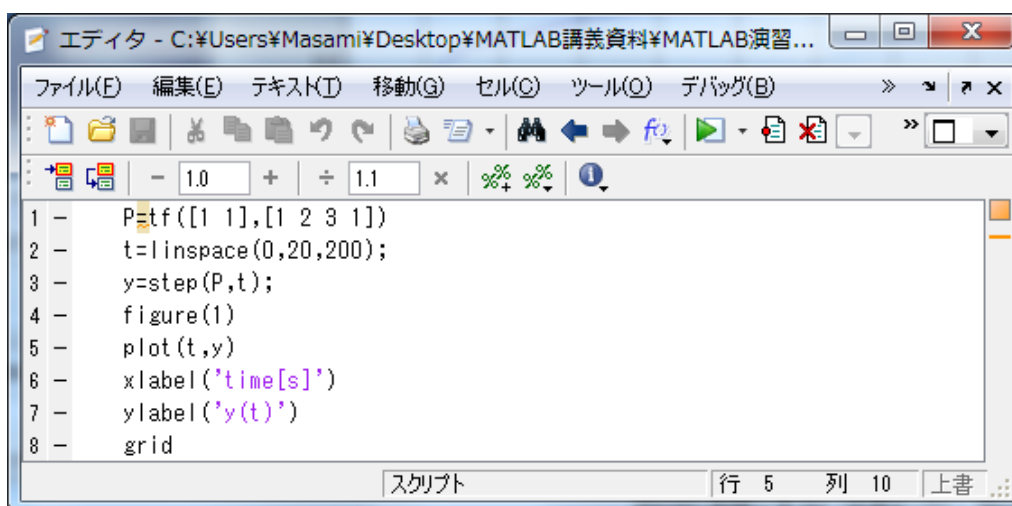 エディタ - C:¥Users¥Masami¥Desktop¥MATLAB講義資料¥MATLAB演習...
ファイル(F) 編集(E) テキスト(T) 移動(G) セル(C) ツール(O) デバッグ(B) »
fx »
− 1.0 + ÷ 1.1 ×
1 − P=tf([1 1],[1 2 3 1])
2 − t=linspace(0,20,200);
3 − y=step(P,t);
4 − figure(1)
5 − plot(t,y)
6 − xlabel('time[s]')
7 − ylabel('y(t)')
8 − grid
スクリプト 行 5 列 10 上書